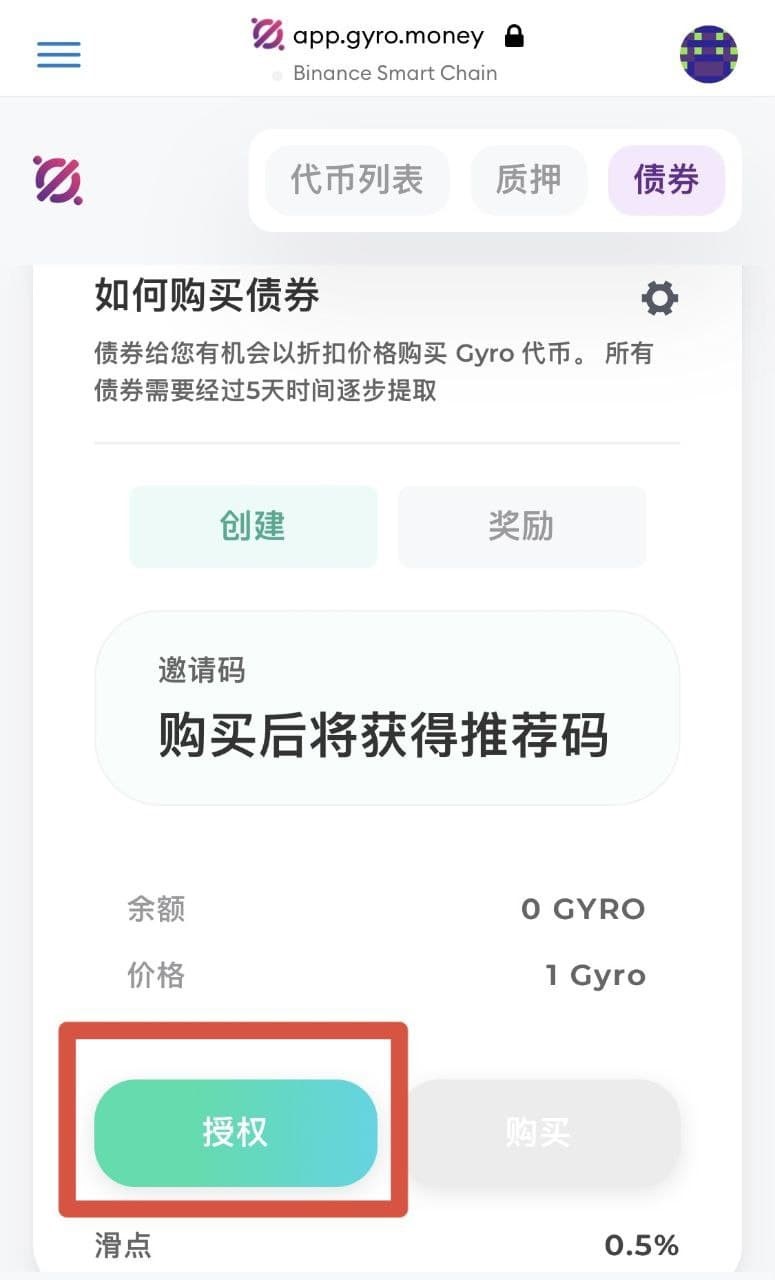 app.gyro.money
Binance Smart Chain
代币列表
质押
债券
如何购买债券
债券给您有机会以折扣价格购买 Gyro 代币。 所有
债券需要经过5天时间逐步提取
创建
奖励
邀请码
购买后将获得推荐码
余额
0 GYRO
价格
1 Gyro
授权
购买
滑点
0.5%